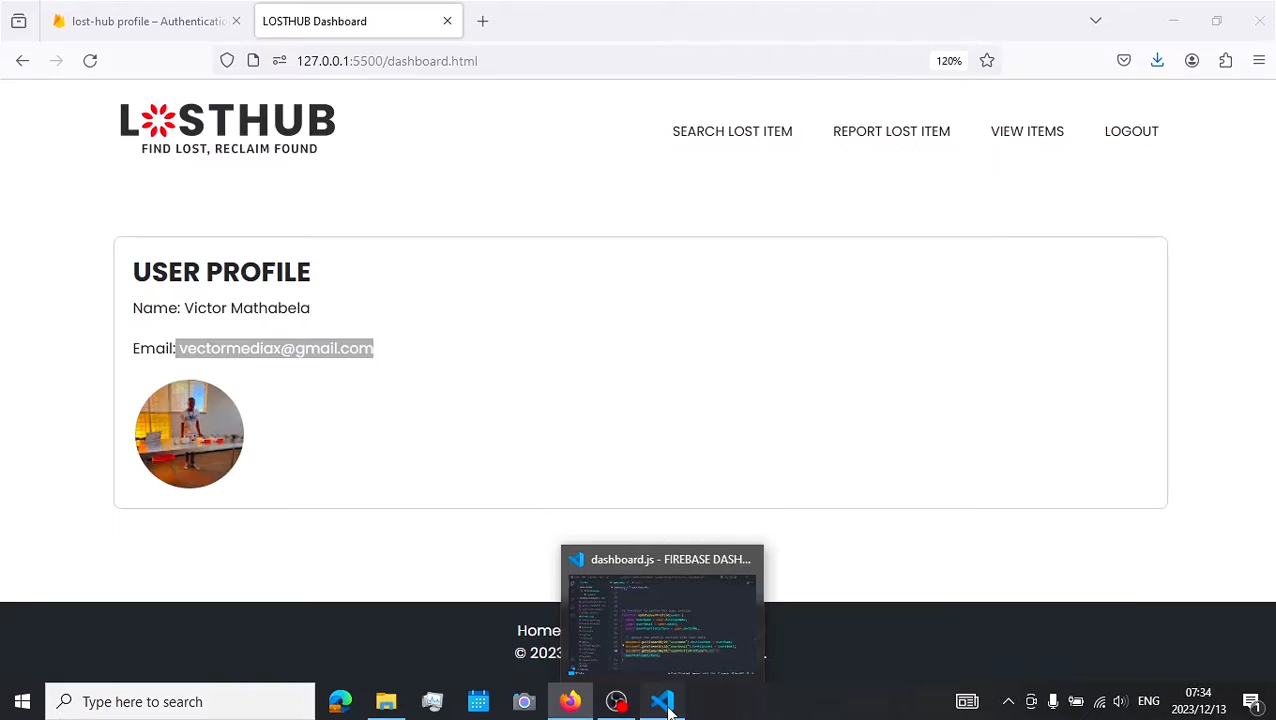 lost-hub profile – Authenticatio
LOSTHUB Dashboard
127.0.0.1:5500/dashboard.html
120%
LOSTHUB
FIND LOST, RECLAIM FOUND
SEARCH LOST ITEM
REPORT LOST ITEM
VIEW ITEMS
LOGOUT
USER PROFILE
Name: Victor Mathabela
Email: vectormediax@gmail.com
dashboard.js - FIREBASE DASH...
Home
© 2023
Type here to search
ENG
07:34
2023/12/13